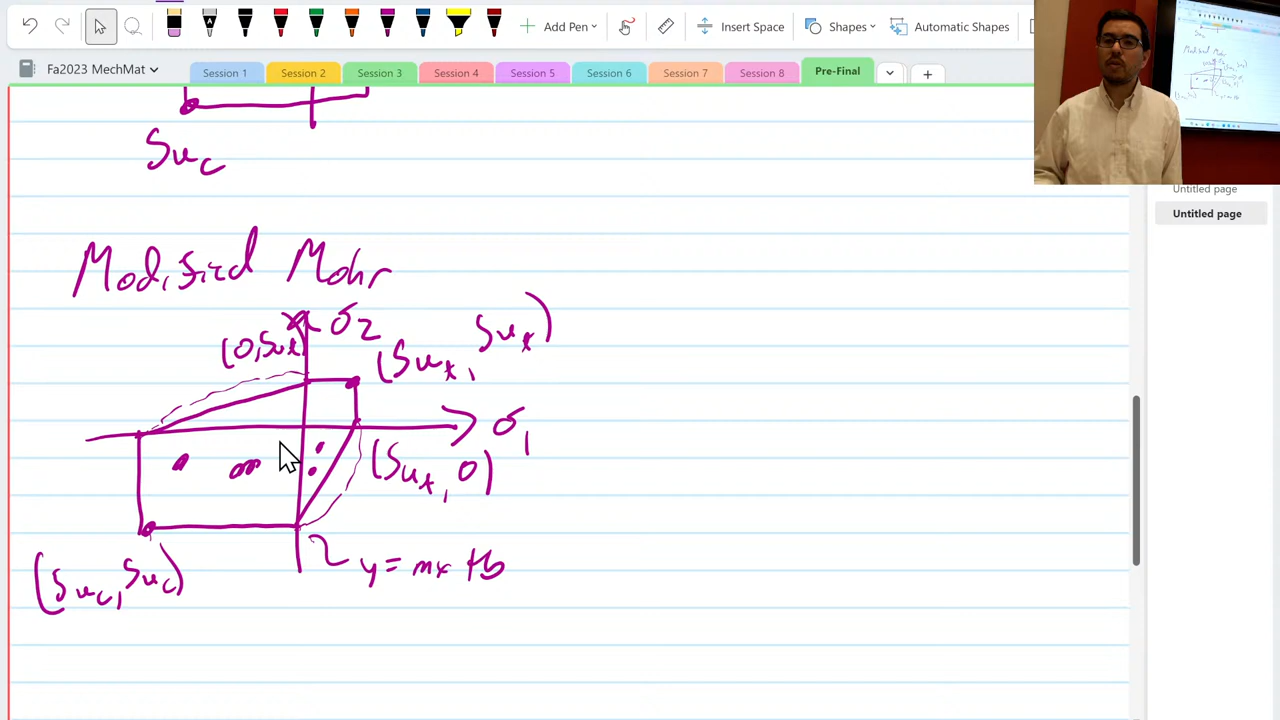 Add Pen
Insert Space
Shapes
Automatic Shapes
Fa2023 MechMat
Session 1
Session 2
Session 3
Session 4
Session 5
Session 6
Session 7
Session 8
Pre-Final
Untitled page
Untitled page
Suc
Modified Mohr
σ2
(0,Sut)
(Sut, Sut)
σ1
(Sut, 0)
y = mx + b
(Suc, Suc)